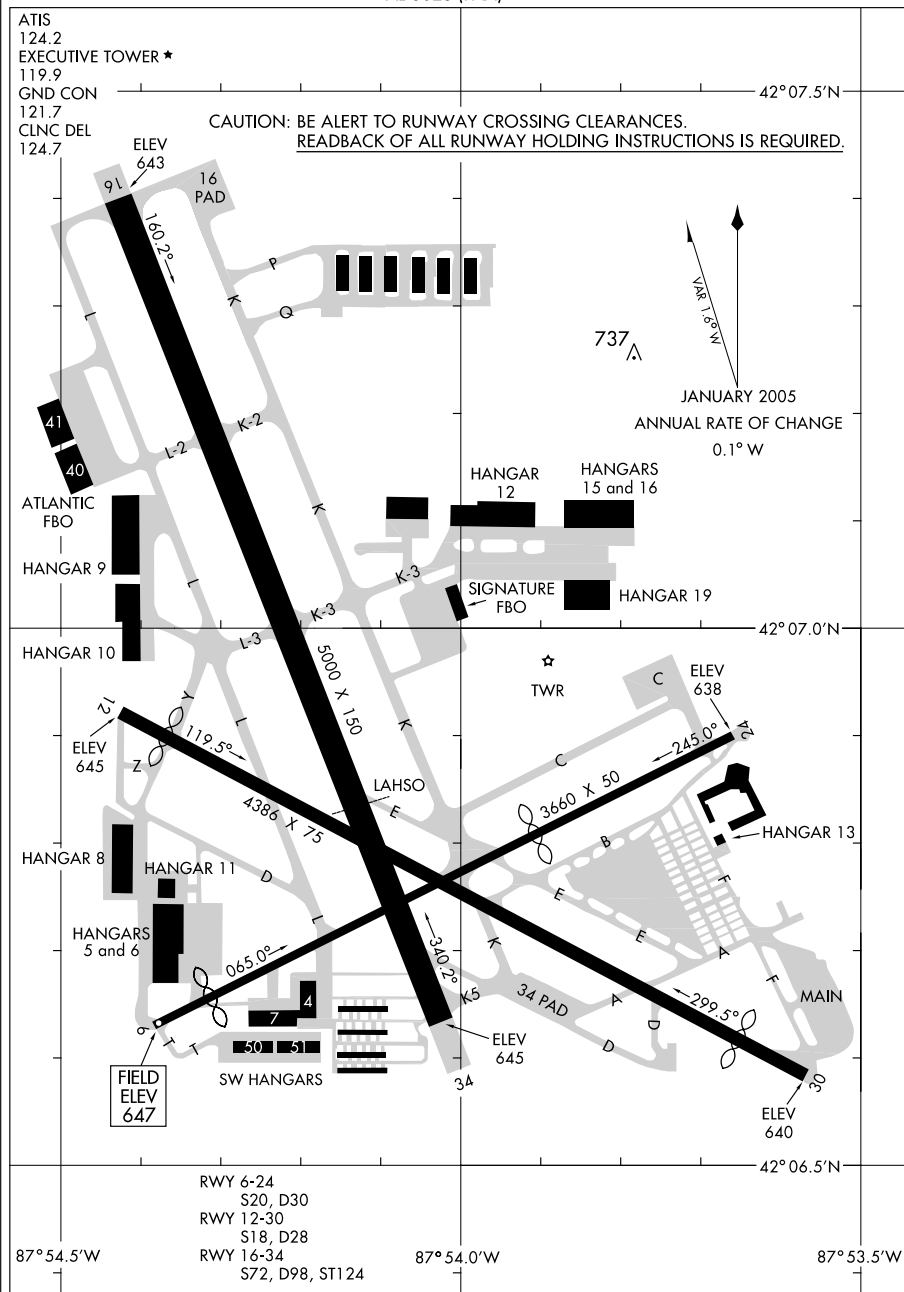 ATIS
124.2
EXECUTIVE TOWER ★
119.9
GND CON
121.7
CLNC DEL
124.7
42°07.5'N
CAUTION: BE ALERT TO RUNWAY CROSSING CLEARANCES.
READBACK OF ALL RUNWAY HOLDING INSTRUCTIONS IS REQUIRED.
ELEV
643
16
16
PAD
160.2°
P
K
Q
L
VAR 1.6° W
737
JANUARY 2005
ANNUAL RATE OF CHANGE
0.1° W
41
40
K-2
L-2
ATLANTIC
FBO
HANGAR
12
HANGARS
15 and 16
K
HANGAR 9
L
K-3
K-3
SIGNATURE
FBO
HANGAR 19
L-3
42°07.0'N
HANGAR 10
5000 X 150
TWR
C
ELEV
638
Y
L
12
K
24
119.5°
245.0°
ELEV
645
Z
C
LAHSO
3660 X 50
4386 X 75
E
HANGAR 13
B
HANGAR 8
HANGAR 11
D
E
F
L
HANGARS
5 and 6
065.0°
340.2°
K
E
A
F
4
7
K5
34 PAD
A
D
D
299.5°
MAIN
6
T
T
50
51
ELEV
645
SW HANGARS
34
30
FIELD
ELEV
647
ELEV
640
42°06.5'N
RWY 6-24
S20, D30
RWY 12-30
S18, D28
RWY 16-34
S72, D98, ST124
87°54.5'W
87°54.0'W
87°53.5'W